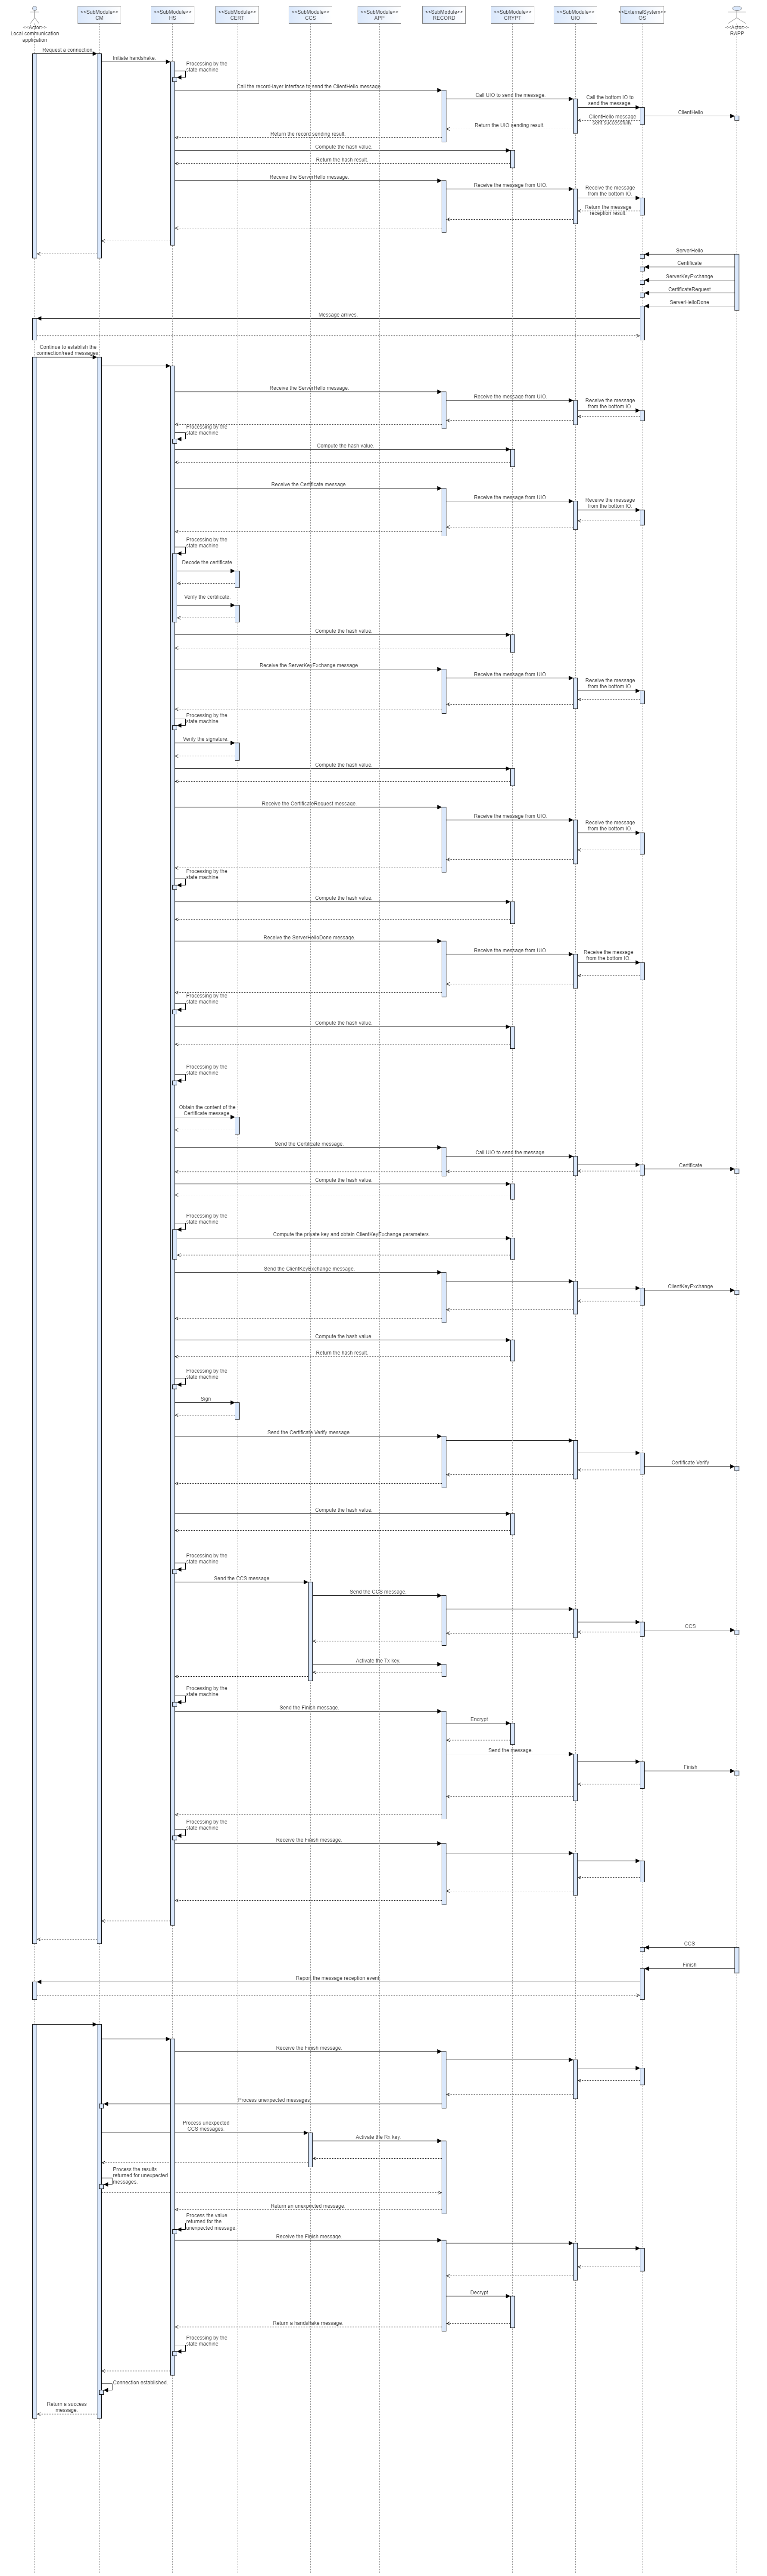 <<SubModule>>
CM
<<SubModule>>
HS
<<SubModule>>
CERT
<<SubModule>>
CCS
<<SubModule>>
APP
<<SubModule>>
RECORD
<<SubModule>>
CRYPT
<<SubModule>>
UIO
<<ExternalSystem>>
OS
<<Actor>>
Local communication
application
<<Actor>>
RAPP
Request a connection.
Initiate handshake.
Processing by the
state machine
Call the record-layer interface to send the ClientHello message.
Call UIO to send the message.
Call the bottom IO to
send the message.
ClientHello
ClientHello message
sent successfully
Return the UIO sending result.
Return the record sending result.
Compute the hash value.
Return the hash result.
Receive the ServerHello message.
Receive the message from UIO.
Receive the message
from the bottom IO.
Return the message
reception result.
ServerHello
Certificate
ServerKeyExchange
CertificateRequest
ServerHelloDone
Message arrives.
Continue to establish the
connection/read messages.
Receive the ServerHello message.
Receive the message from UIO.
Receive the message
from the bottom IO.
Processing by the
state machine
Compute the hash value.
Receive the Certificate message.
Receive the message from UIO.
Receive the message
from the bottom IO.
Processing by the
state machine
Decode the certificate.
Verify the certificate.
Compute the hash value.
Receive the ServerKeyExchange message.
Receive the message from UIO.
Receive the message
from the bottom IO.
Processing by the
state machine
Verify the signature.
Compute the hash value.
Receive the CertificateRequest message.
Receive the message from UIO.
Receive the message
from the bottom IO.
Processing by the
state machine
Compute the hash value.
Receive the ServerHelloDone message.
Receive the message from UIO.
Receive the message
from the bottom IO.
Processing by the
state machine
Compute the hash value.
Processing by the
state machine
Obtain the content of the
Certificate message.
Send the Certificate message.
Call UIO to send the message.
Certificate
Compute the hash value.
Processing by the
state machine
Compute the private key and obtain ClientKeyExchange parameters.
Send the ClientKeyExchange message.
ClientKeyExchange
Compute the hash value.
Return the hash result.
Processing by the
state machine
Sign
Send the Certificate Verify message.
Certificate Verify
Compute the hash value.
Processing by the
state machine
Send the CCS message.
Send the CCS message.
CCS
Activate the Tx key.
Processing by the
state machine
Send the Finish message.
Encrypt
Send the message.
Finish
Processing by the
state machine
Receive the Finish message.
CCS
Finish
Report the message reception event.
Receive the Finish message.
Process unexpected messages.
Process unexpected
CCS messages.
Activate the Rx key.
Process the results
returned for unexpected
messages.
Return an unexpected message.
Process the value
returned for the
unexpected message.
Receive the Finish message.
Decrypt
Return a handshake message.
Processing by the
state machine
Connection established.
Return a success
message.